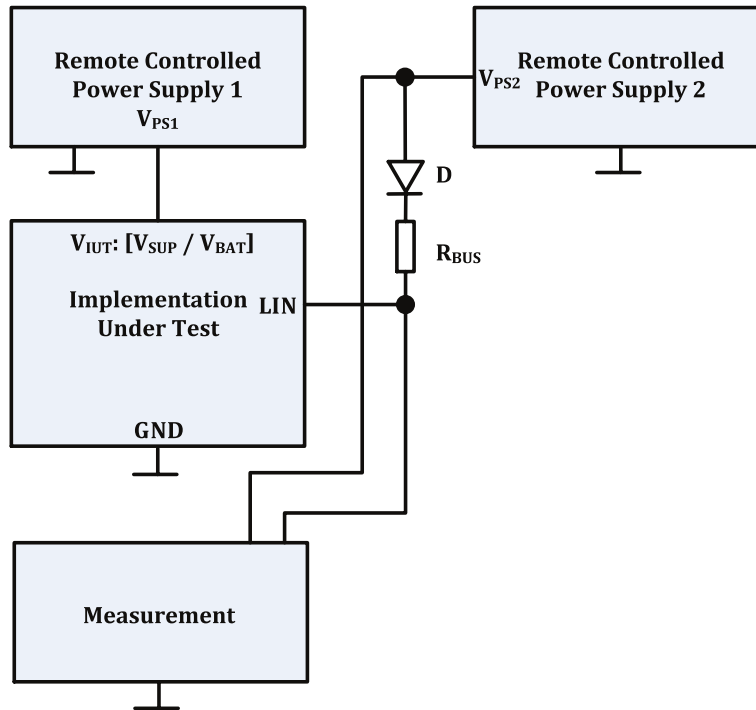 Remote Controlled
Power Supply 1
VPS1
Remote Controlled
Power Supply 2
VPS2
D
RBUS
VIUT: [VSUP / VBAT]
Implementation
Under Test
LIN
GND
Measurement